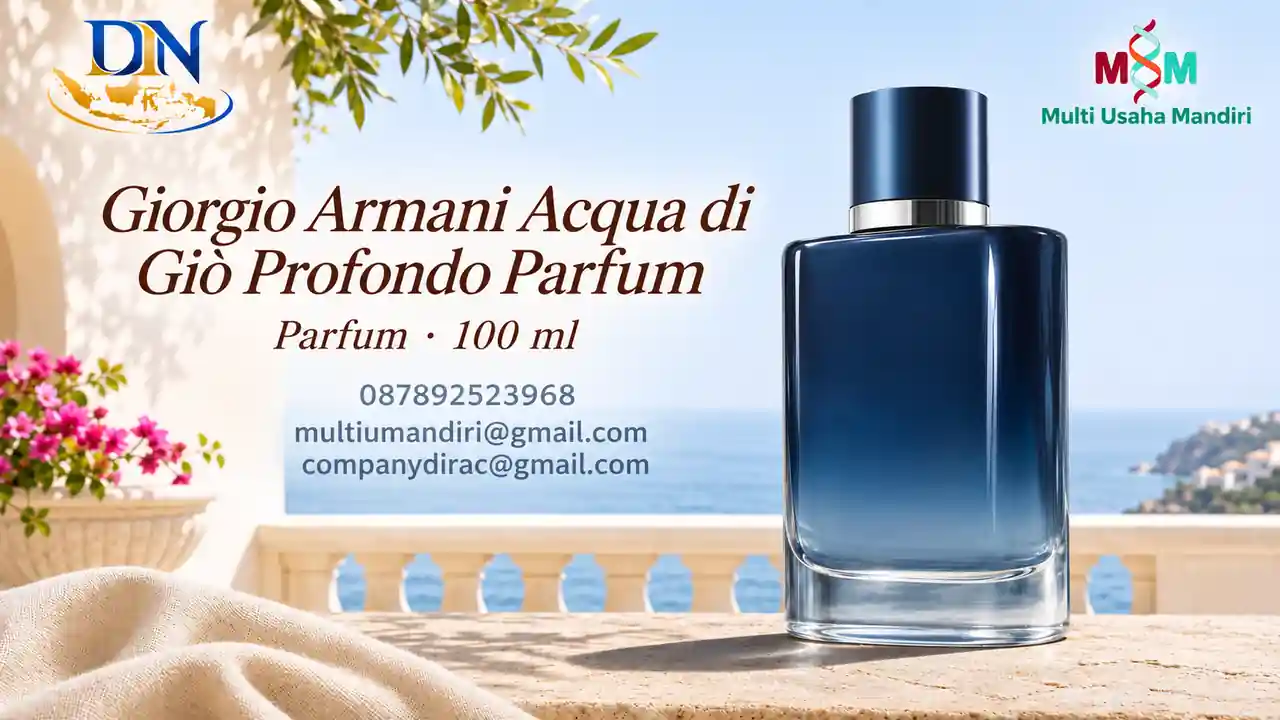 DIN
MSM
Multi Usaha Mandiri
Giorgio Armani Acqua di
Giò Profondo Parfum
Parfum · 100 ml
087892523968
multiumandiri@gmail.com
companydirac@gmail.com